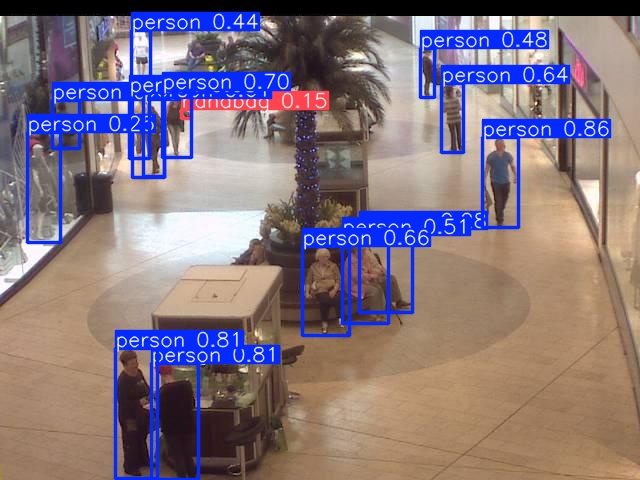 person 0.44
person 0.48
person 0.70
person 0.64
handbag 0.15
person 0.25
person 0.86
person 0.51
person 0.66
person 0.81
person 0.81